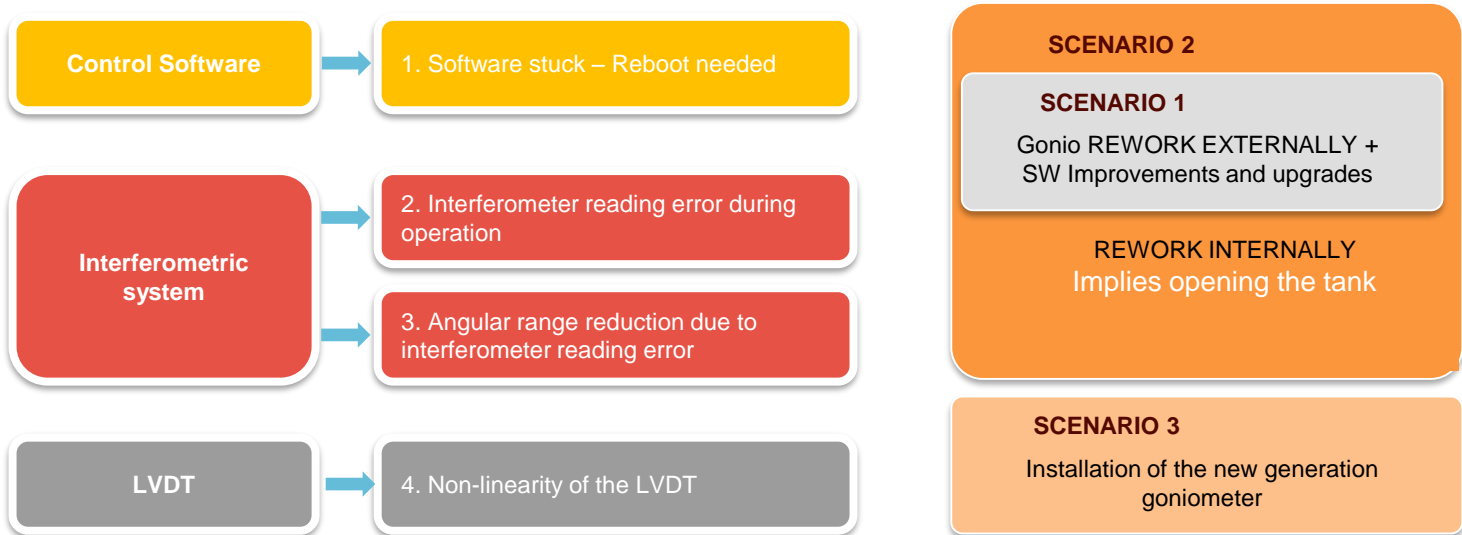 Control Software
1. Software stuck – Reboot needed
Interferometric
system
2. Interferometer reading error during
operation
3. Angular range reduction due to
interferometer reading error
LVDT
4. Non-linearity of the LVDT
SCENARIO 2
SCENARIO 1
Gonio REWORK EXTERNALLY +
SW Improvements and upgrades
REWORK INTERNALLY
Implies opening the tank
SCENARIO 3
Installation of the new generation
goniometer